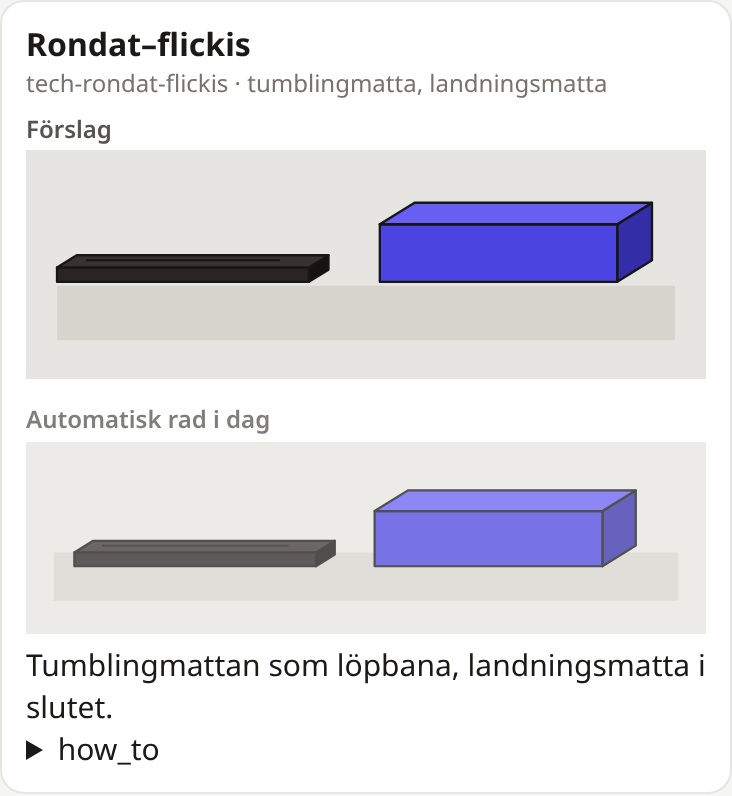 Rondat–flickis
tech-rondat-flickis · tumblingmatta, landningsmatta
Förslag
Automatisk rad i dag
Tumblingmattan som löpbana, landningsmatta i
slutet.
▶ how_to